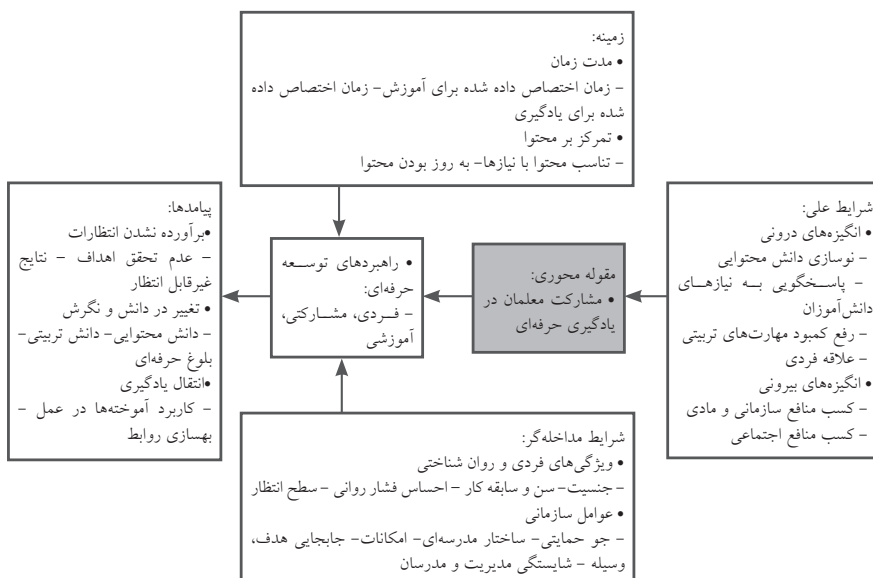 زمینه:
• مدت زمان
– زمان اختصاص داده شده برای آموزش– زمان اختصاص داده
شده برای یادگیری
• تمرکز بر محتوا
– تناسب محتوا با نیازها– به روز بودن محتوا
شرایط علی:
• انگیزه‌های درونی
– نوسازی دانش محتوایی
– پاسخگویی به نیازهای
دانش‌آموزان
– رفع کمبود مهارت‌های تربیتی
– علاقه فردی
• انگیزه‌های بیرونی
– کسب منافع سازمانی و مادی
– کسب منافع اجتماعی
مقوله محوری:
• مشارکت معلمان در
یادگیری حرفه‌ای
• راهبردهای توسعه
حرفه‌ای:
– فردی، مشارکتی،
آموزشی
پیامدها:
•برآورده نشدن انتظارات
– عدم تحقق اهداف – نتایج
غیرقابل انتظار
• تغییر در دانش و نگرش
– دانش محتوایی– دانش تربیتی–
بلوغ حرفه‌ای
•انتقال یادگیری
– کاربرد آموخته‌ها در عمل –
بهسازی روابط
شرایط مداخله‌گر:
• ویژگی‌های فردی و روان شناختی
–جنسیت– سن و سابقه کار – احساس فشار روانی – سطح انتظار
• عوامل سازمانی
– جو حمایتی– ساختار مدرسه‌ای– امکانات– جابجایی هدف،
وسیله – شایستگی مدیریت و مدرسان